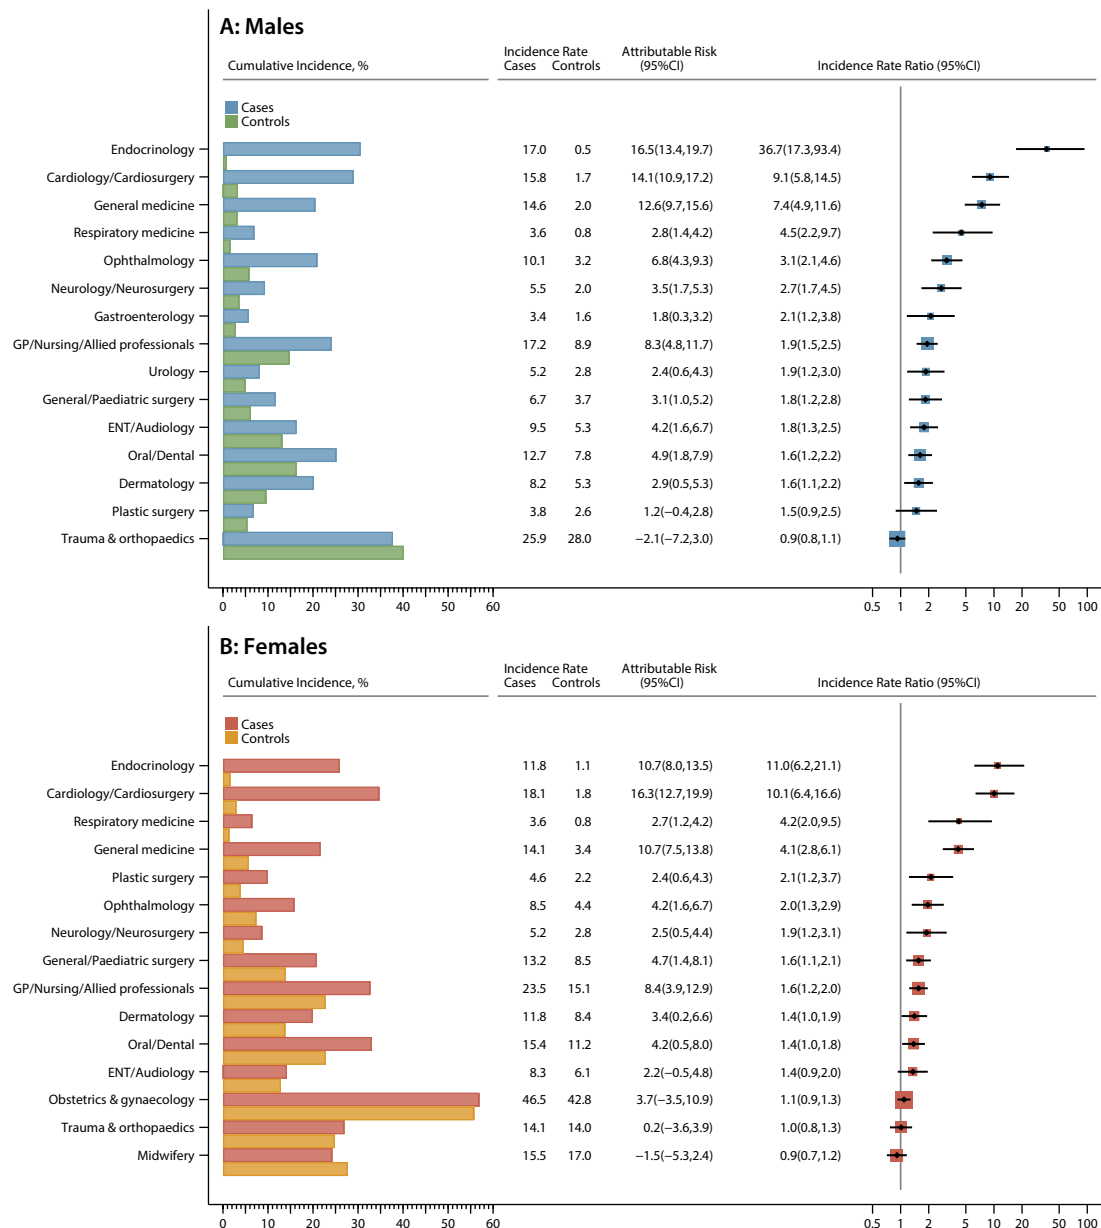 A: Males
Incidence Rate Attributable Risk
Cumulative Incidence, % Cases Controls (95%CI) Incidence Rate Ratio (95%CI)
Cases
Controls
Endocrinology 17.0 0.5 16.5(13.4,19.7) 36.7(17.3,93.4)
Cardiology/Cardiosurgery 15.8 1.7 14.1(10.9,17.2) 9.1(5.8,14.5)
General medicine 14.6 2.0 12.6(9.7,15.6) 7.4(4.9,11.6)
Respiratory medicine 3.6 0.8 2.8(1.4,4.2) 4.5(2.2,9.7)
Ophthalmology 10.1 3.2 6.8(4.3,9.3) 3.1(2.1,4.6)
Neurology/Neurosurgery 5.5 2.0 3.5(1.7,5.3) 2.7(1.7,4.5)
Gastroenterology 3.4 1.6 1.8(0.3,3.2) 2.1(1.2,3.8)
GP/Nursing/Allied professionals 17.2 8.9 8.3(4.8,11.7) 1.9(1.5,2.5)
Urology 5.2 2.8 2.4(0.6,4.3) 1.9(1.2,3.0)
General/Paediatric surgery 6.7 3.7 3.1(1.0,5.2) 1.8(1.2,2.8)
ENT/Audiology 9.5 5.3 4.2(1.6,6.7) 1.8(1.3,2.5)
Oral/Dental 12.7 7.8 4.9(1.8,7.9) 1.6(1.2,2.2)
Dermatology 8.2 5.3 2.9(0.5,5.3) 1.6(1.1,2.2)
Plastic surgery 3.8 2.6 1.2(−0.4,2.8) 1.5(0.9,2.5)
Trauma & orthopaedics 25.9 28.0 −2.1(−7.2,3.0) 0.9(0.8,1.1)
0 10 20 30 40 50 60 0.5 1 2 5 10 20 50 100
B: Females
Incidence Rate Attributable Risk
Cumulative Incidence, % Cases Controls (95%CI) Incidence Rate Ratio (95%CI)
Cases
Controls
Endocrinology 11.8 1.1 10.7(8.0,13.5) 11.0(6.2,21.1)
Cardiology/Cardiosurgery 18.1 1.8 16.3(12.7,19.9) 10.1(6.4,16.6)
Respiratory medicine 3.6 0.8 2.7(1.2,4.2) 4.2(2.0,9.5)
General medicine 14.1 3.4 10.7(7.5,13.8) 4.1(2.8,6.1)
Plastic surgery 4.6 2.2 2.4(0.6,4.3) 2.1(1.2,3.7)
Ophthalmology 8.5 4.4 4.2(1.6,6.7) 2.0(1.3,2.9)
Neurology/Neurosurgery 5.2 2.8 2.5(0.5,4.4) 1.9(1.2,3.1)
General/Paediatric surgery 13.2 8.5 4.7(1.4,8.1) 1.6(1.1,2.1)
GP/Nursing/Allied professionals 23.5 15.1 8.4(3.9,12.9) 1.6(1.2,2.0)
Dermatology 11.8 8.4 3.4(0.2,6.6) 1.4(1.0,1.9)
Oral/Dental 15.4 11.2 4.2(0.5,8.0) 1.4(1.0,1.8)
ENT/Audiology 8.3 6.1 2.2(−0.5,4.8) 1.4(0.9,2.0)
Obstetrics & gynaecology 46.5 42.8 3.7(−3.5,10.9) 1.1(0.9,1.3)
Trauma & orthopaedics 14.1 14.0 0.2(−3.6,3.9) 1.0(0.8,1.3)
Midwifery 15.5 17.0 −1.5(−5.3,2.4) 0.9(0.7,1.2)
0 10 20 30 40 50 60 0.5 1 2 5 10 20 50 100